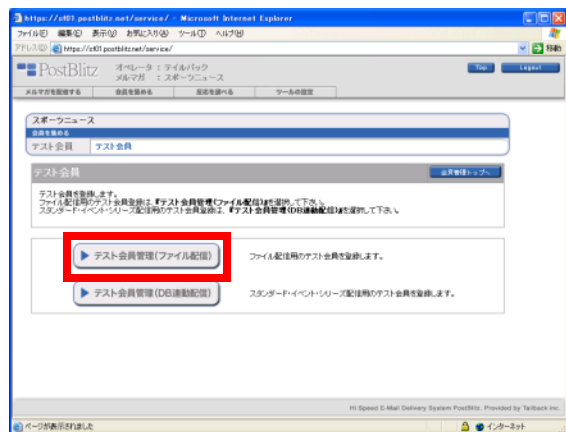 https://st01.postblitz.net/service/ - Microsoft Internet Explorer
ファイル(F) 編集(E) 表示(V) お気に入り(A) ツール(T) ヘルプ(H)
アドレス(D) https://st01.postblitz.net/service/ 移動
PostBlitz オペレータ : テイルバック
メルマガ : スポーツニュース
Top Logout
メルマガを配信する 会員を集める 反応を調べる ツールの設定
スポーツニュース
会員を集める
テスト会員 テスト会員
テスト会員 会員管理トップへ
テスト会員を登録します。
ファイル配信用のテスト会員登録は、『テスト会員管理(ファイル配信)』を選択して下さい。
スタンダード・イベント・シリーズ配信用のテスト会員登録は、『テスト会員管理(DB連動配信)』を選択して下さい。
テスト会員管理(ファイル配信) ファイル配信用のテスト会員を登録します。
テスト会員管理(DB連動配信) スタンダード・イベント・シリーズ配信用のテスト会員を登録します。
Hi Speed E-Mail Delivery System PostBlitz. Provided by Tailback Inc.
ページが表示されました インターネット